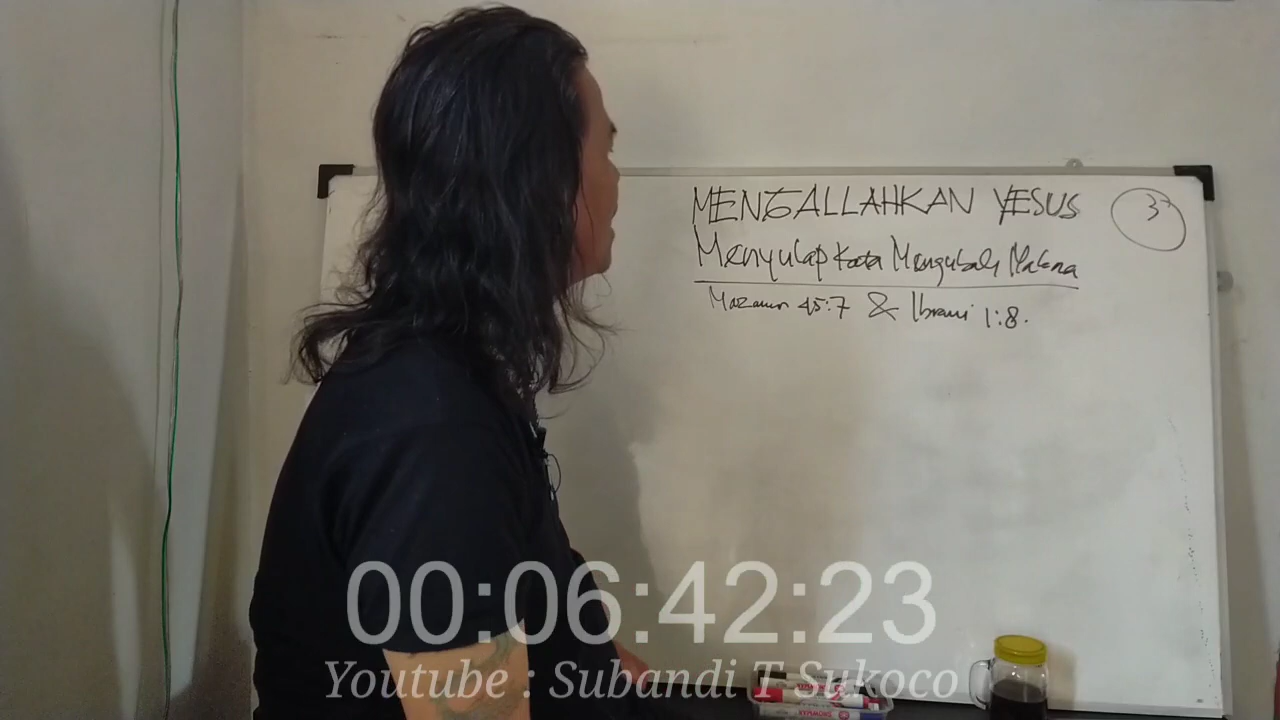 MENGALLAHKAN YESUS
37
Menyulap Kata Mengubah Makna
Mazmur 45:7 & Ibrani 1:8.
00:06:42:23
Youtube : Subandi T Sukoco
SNOWMAN